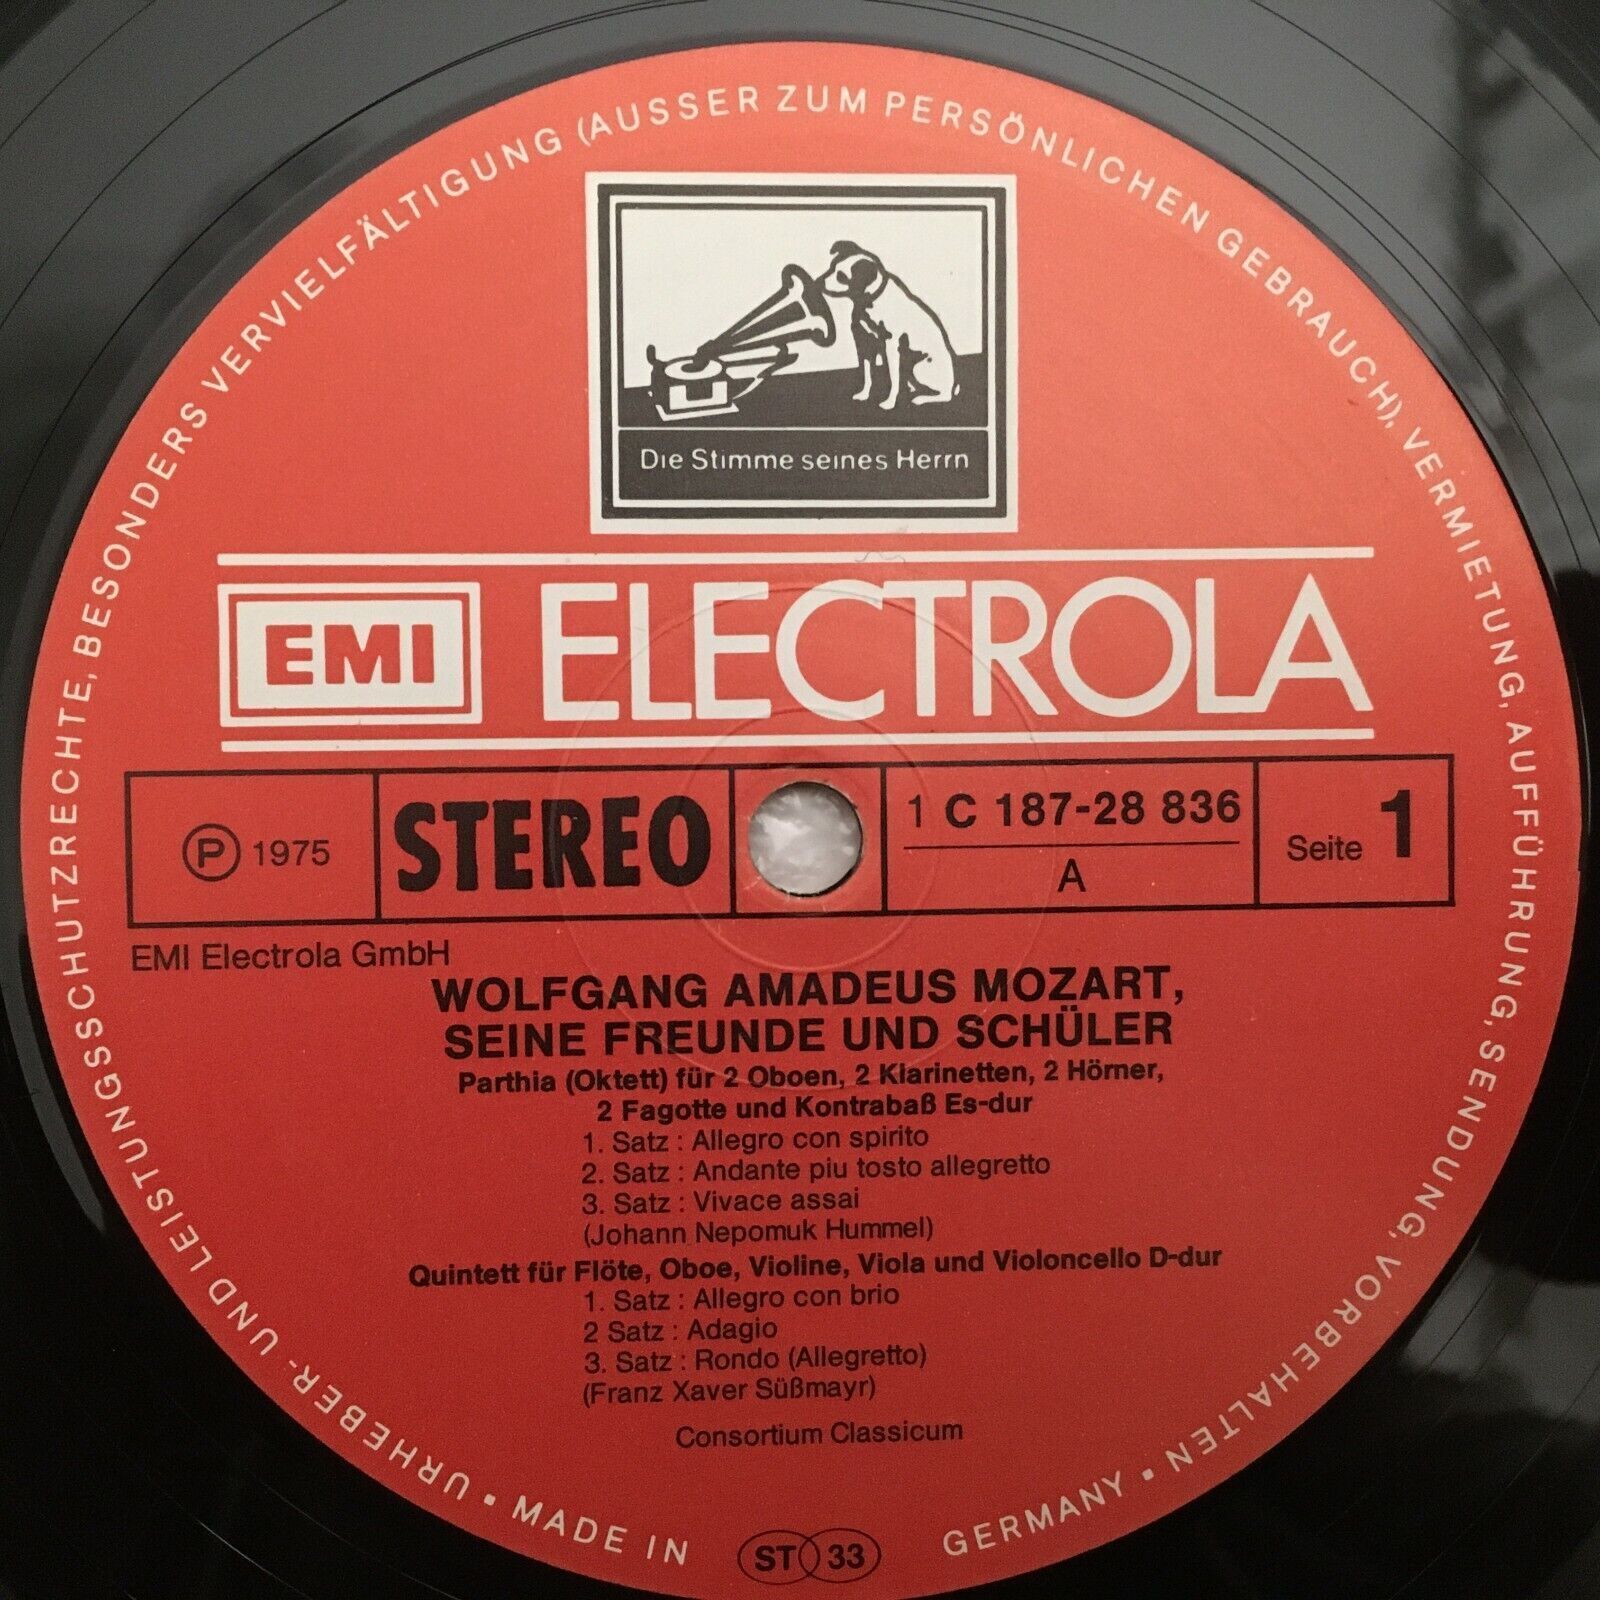 URHEBER- UND LEISTUNGSSCHUTZRECHTE, BESONDERS VERVIELFÄLTIGUNG (AUSSER ZUM PERSÖNLICHEN GEBRAUCH), VERMIETUNG, AUFFÜHRUNG, SENDUNG, VORBEHALTEN •
Die Stimme seines Herrn
EMI ELECTROLA
Ⓟ 1975
STEREO
1 C 187-28 836
A
Seite 1
EMI Electrola GmbH
WOLFGANG AMADEUS MOZART,
SEINE FREUNDE UND SCHÜLER
Parthia (Oktett) für 2 Oboen, 2 Klarinetten, 2 Hörner,
2 Fagotte und Kontrabaß Es-dur
1. Satz : Allegro con spirito
2. Satz : Andante piu tosto allegretto
3. Satz : Vivace assai
(Johann Nepomuk Hummel)
Quintett für Flöte, Oboe, Violine, Viola und Violoncello D-dur
1. Satz : Allegro con brio
2 Satz : Adagio
3. Satz : Rondo (Allegretto)
(Franz Xaver Süßmayr)
Consortium Classicum
• MADE IN GERMANY
ST 33